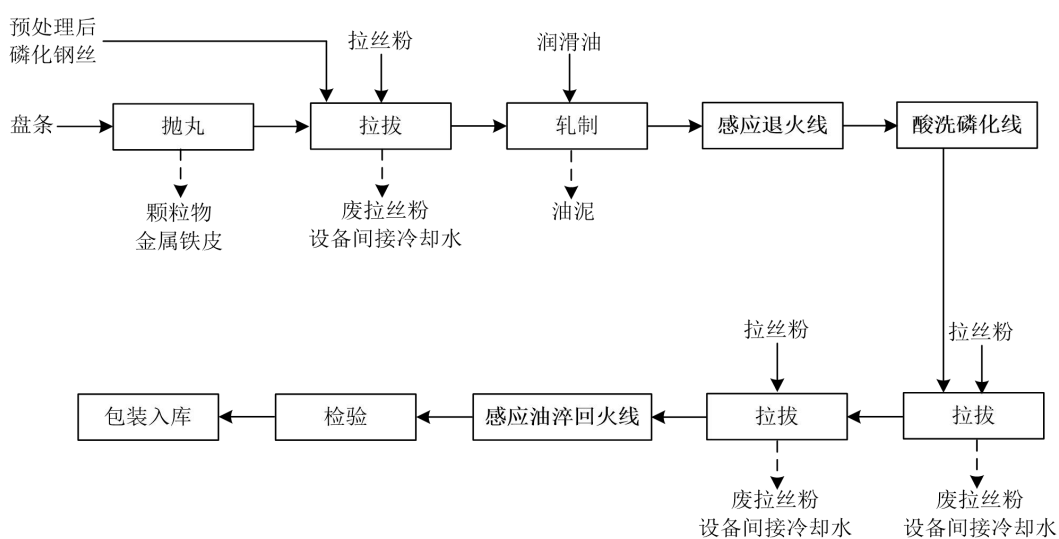 预处理后
磷化钢丝
拉丝粉
润滑油
盘条
抛丸
拉拔
轧制
感应退火线
酸洗磷化线
颗粒物
金属铁皮
废拉丝粉
设备间接冷却水
油泥
拉丝粉
拉丝粉
包装入库
检验
感应油淬回火线
拉拔
拉拔
废拉丝粉
设备间接冷却水
废拉丝粉
设备间接冷却水